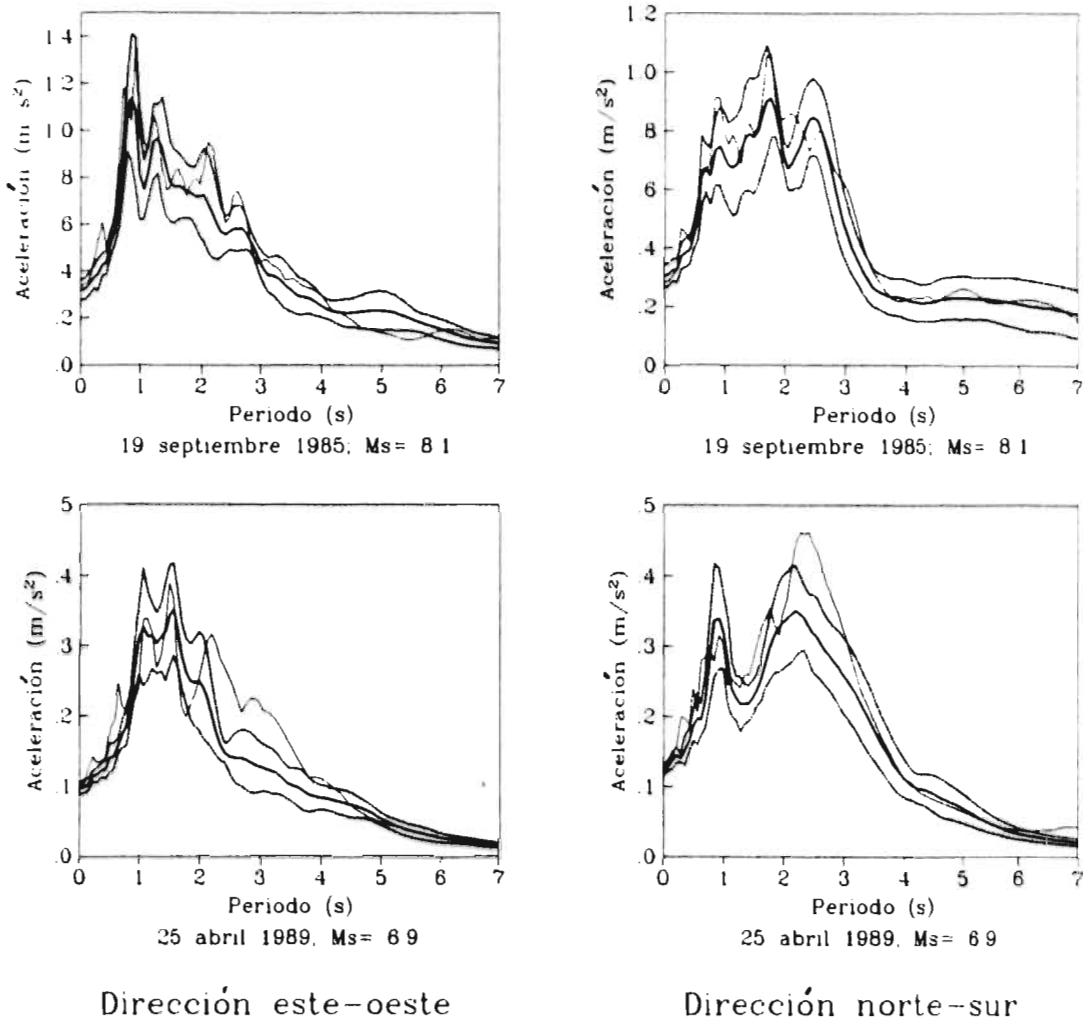 1 4
1 2
1 0
.8
.6
.4
.2
.0
Aceleración (m s²)
0 1 2 3 4 5 6 7
Periodo (s)
19 septiembre 1985; Ms= 8 1
1.2
1.0
.8
.6
.4
.2
.0
Aceleración (m/s²)
0 1 2 3 4 5 6 7
Periodo (s)
19 septiembre 1985; Ms= 8 1
.5
.4
.3
.2
.1
.0
Aceleración (m/s²)
0 1 2 3 4 5 6 7
Periodo (s)
25 abril 1989, Ms= 6 9
.5
.4
.3
.2
.1
.0
Aceleración (m/s²)
0 1 2 3 4 5 6 7
Periodo (s)
25 abril 1989, Ms= 6 9
Dirección este-oeste
Dirección norte-sur